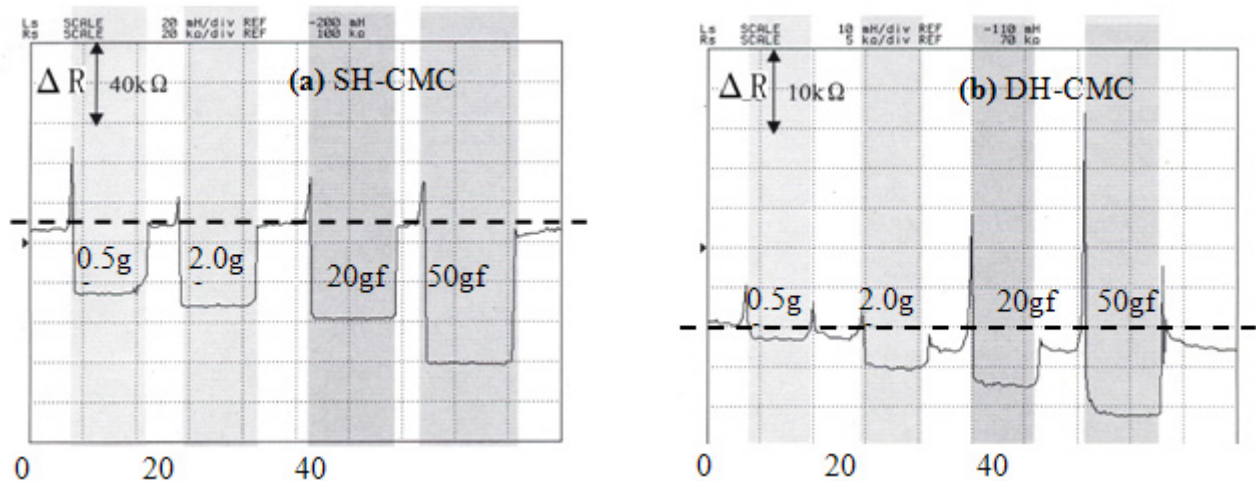 Ls SCALE 20 mH/div REF -200 mH
Rs SCALE 20 kΩ/div REF 100 kΩ
ΔR
40kΩ
(a) SH-CMC
0.5g
2.0g
20gf
50gf
0 20 40
Ls SCALE 10 mH/div REF -110 mH
Rs SCALE 5 kΩ/div REF 70 kΩ
Δ_R
10kΩ
(b) DH-CMC
0.5g
2.0g
20gf
50gf
0 20 40